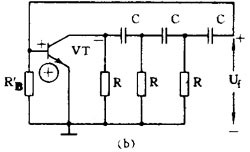 C C C
+ VT − +
+
R'B R R R Uf
−
(b)